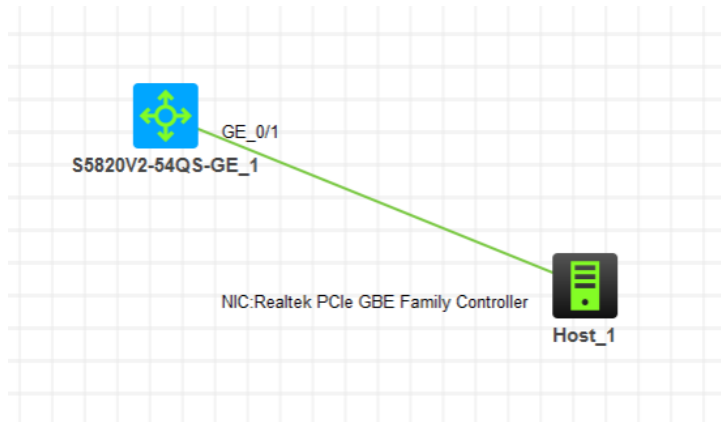 GE_0/1
S5820V2-54QS-GE_1
NIC:Realtek PCIe GBE Family Controller
Host_1